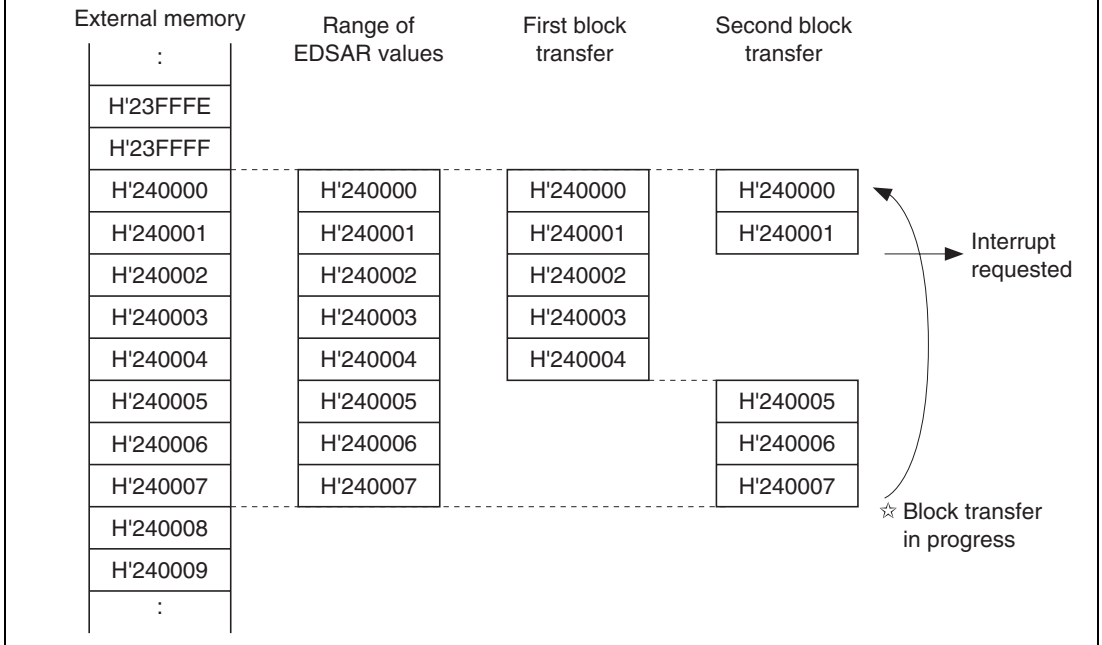 External memory
Range of
EDSAR values
First block
transfer
Second block
transfer
:
H'23FFFE
H'23FFFF
H'240000 H'240000 H'240000 H'240000
H'240001 H'240001 H'240001 H'240001
Interrupt
requested
H'240002 H'240002 H'240002
H'240003 H'240003 H'240003
H'240004 H'240004 H'240004
H'240005 H'240005 H'240005
H'240006 H'240006 H'240006
H'240007 H'240007 H'240007
☆ Block transfer
in progress
H'240008
H'240009
: